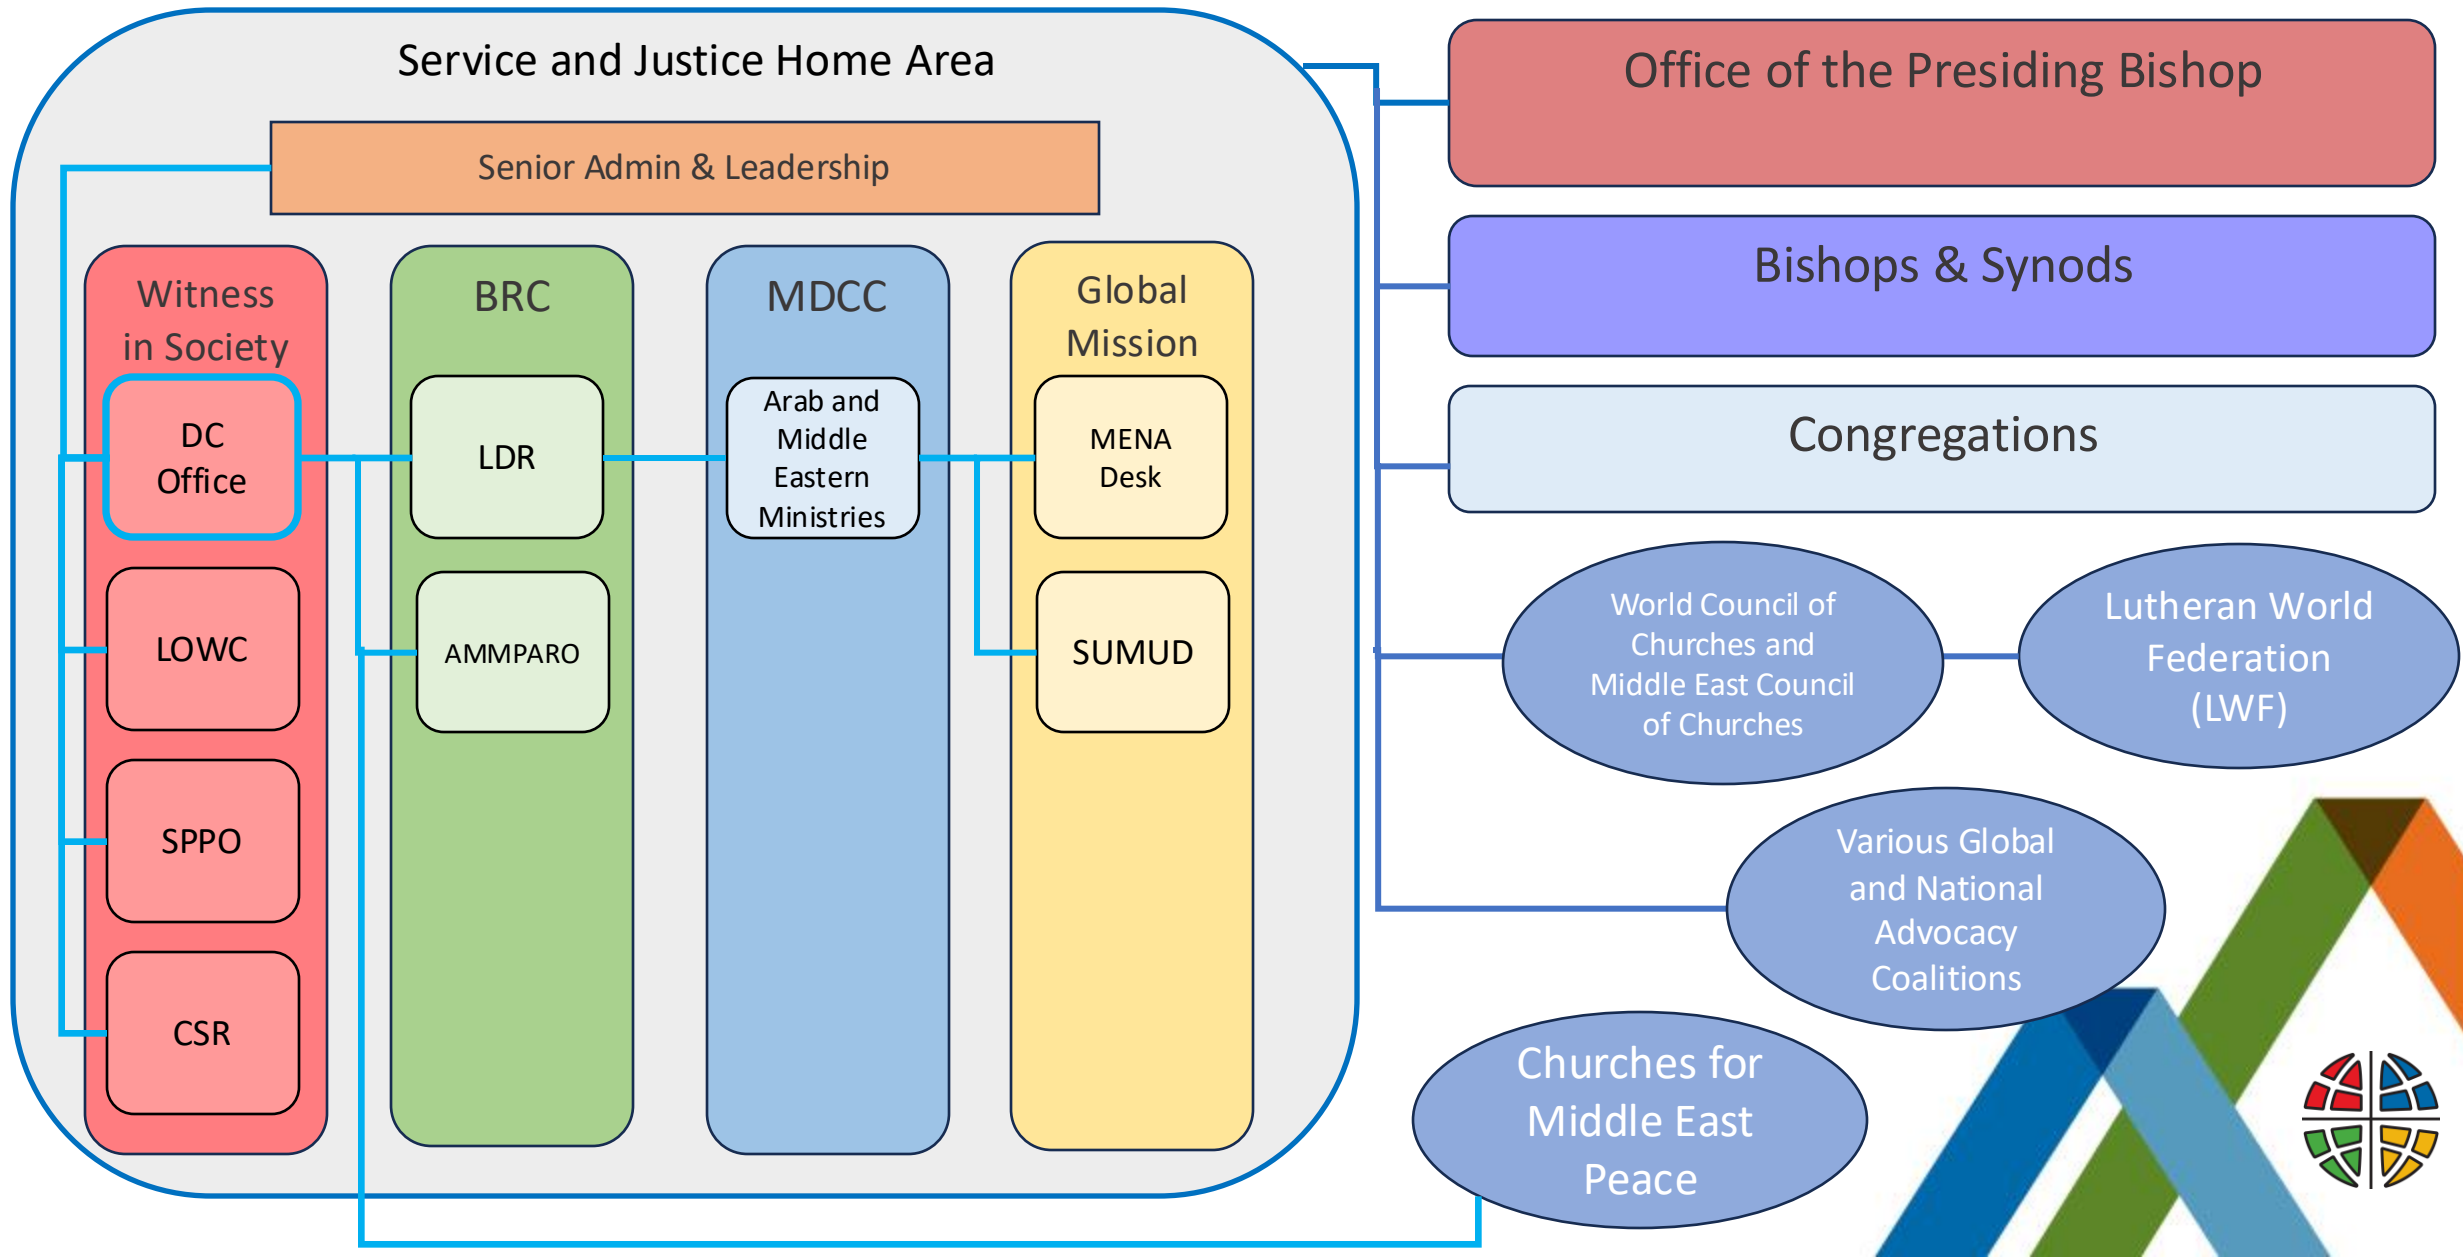 Service and Justice Home Area
Senior Admin & Leadership
Witness
in Society
DC
Office
LOWC
SPPO
CSR
BRC
LDR
AMMPARO
MDCC
Arab and
Middle
Eastern
Ministries
Global
Mission
MENA
Desk
SUMUD
Office of the Presiding Bishop
Bishops & Synods
Congregations
World Council of
Churches and
Middle East Council
of Churches
Lutheran World
Federation
(LWF)
Various Global
and National
Advocacy
Coalitions
Churches for
Middle East
Peace